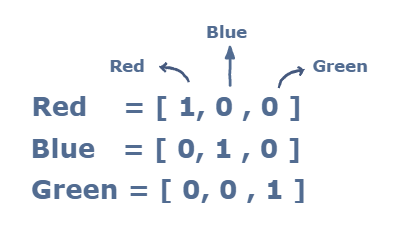 Blue
Red Green
Red = [ 1, 0 , 0 ]
Blue = [ 0, 1 , 0 ]
Green = [ 0, 0 , 1 ]